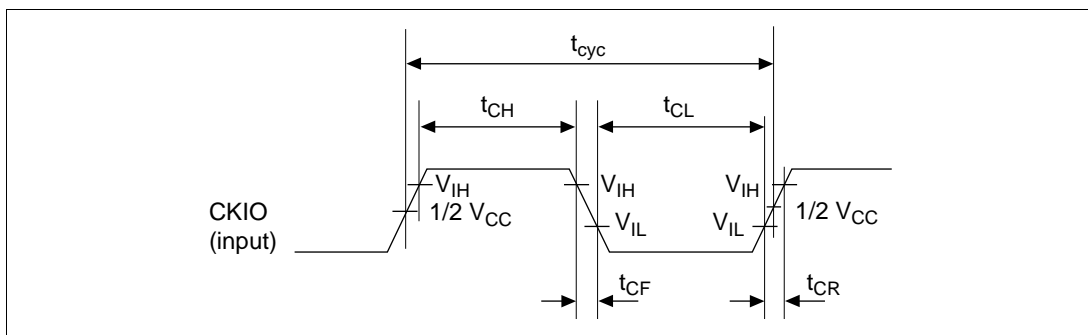 tcyc
tCH
tCL
VIH
VIH
VIH
CKIO
(input)
1/2 VCC
VIL
VIL
1/2 VCC
tCF
tCR